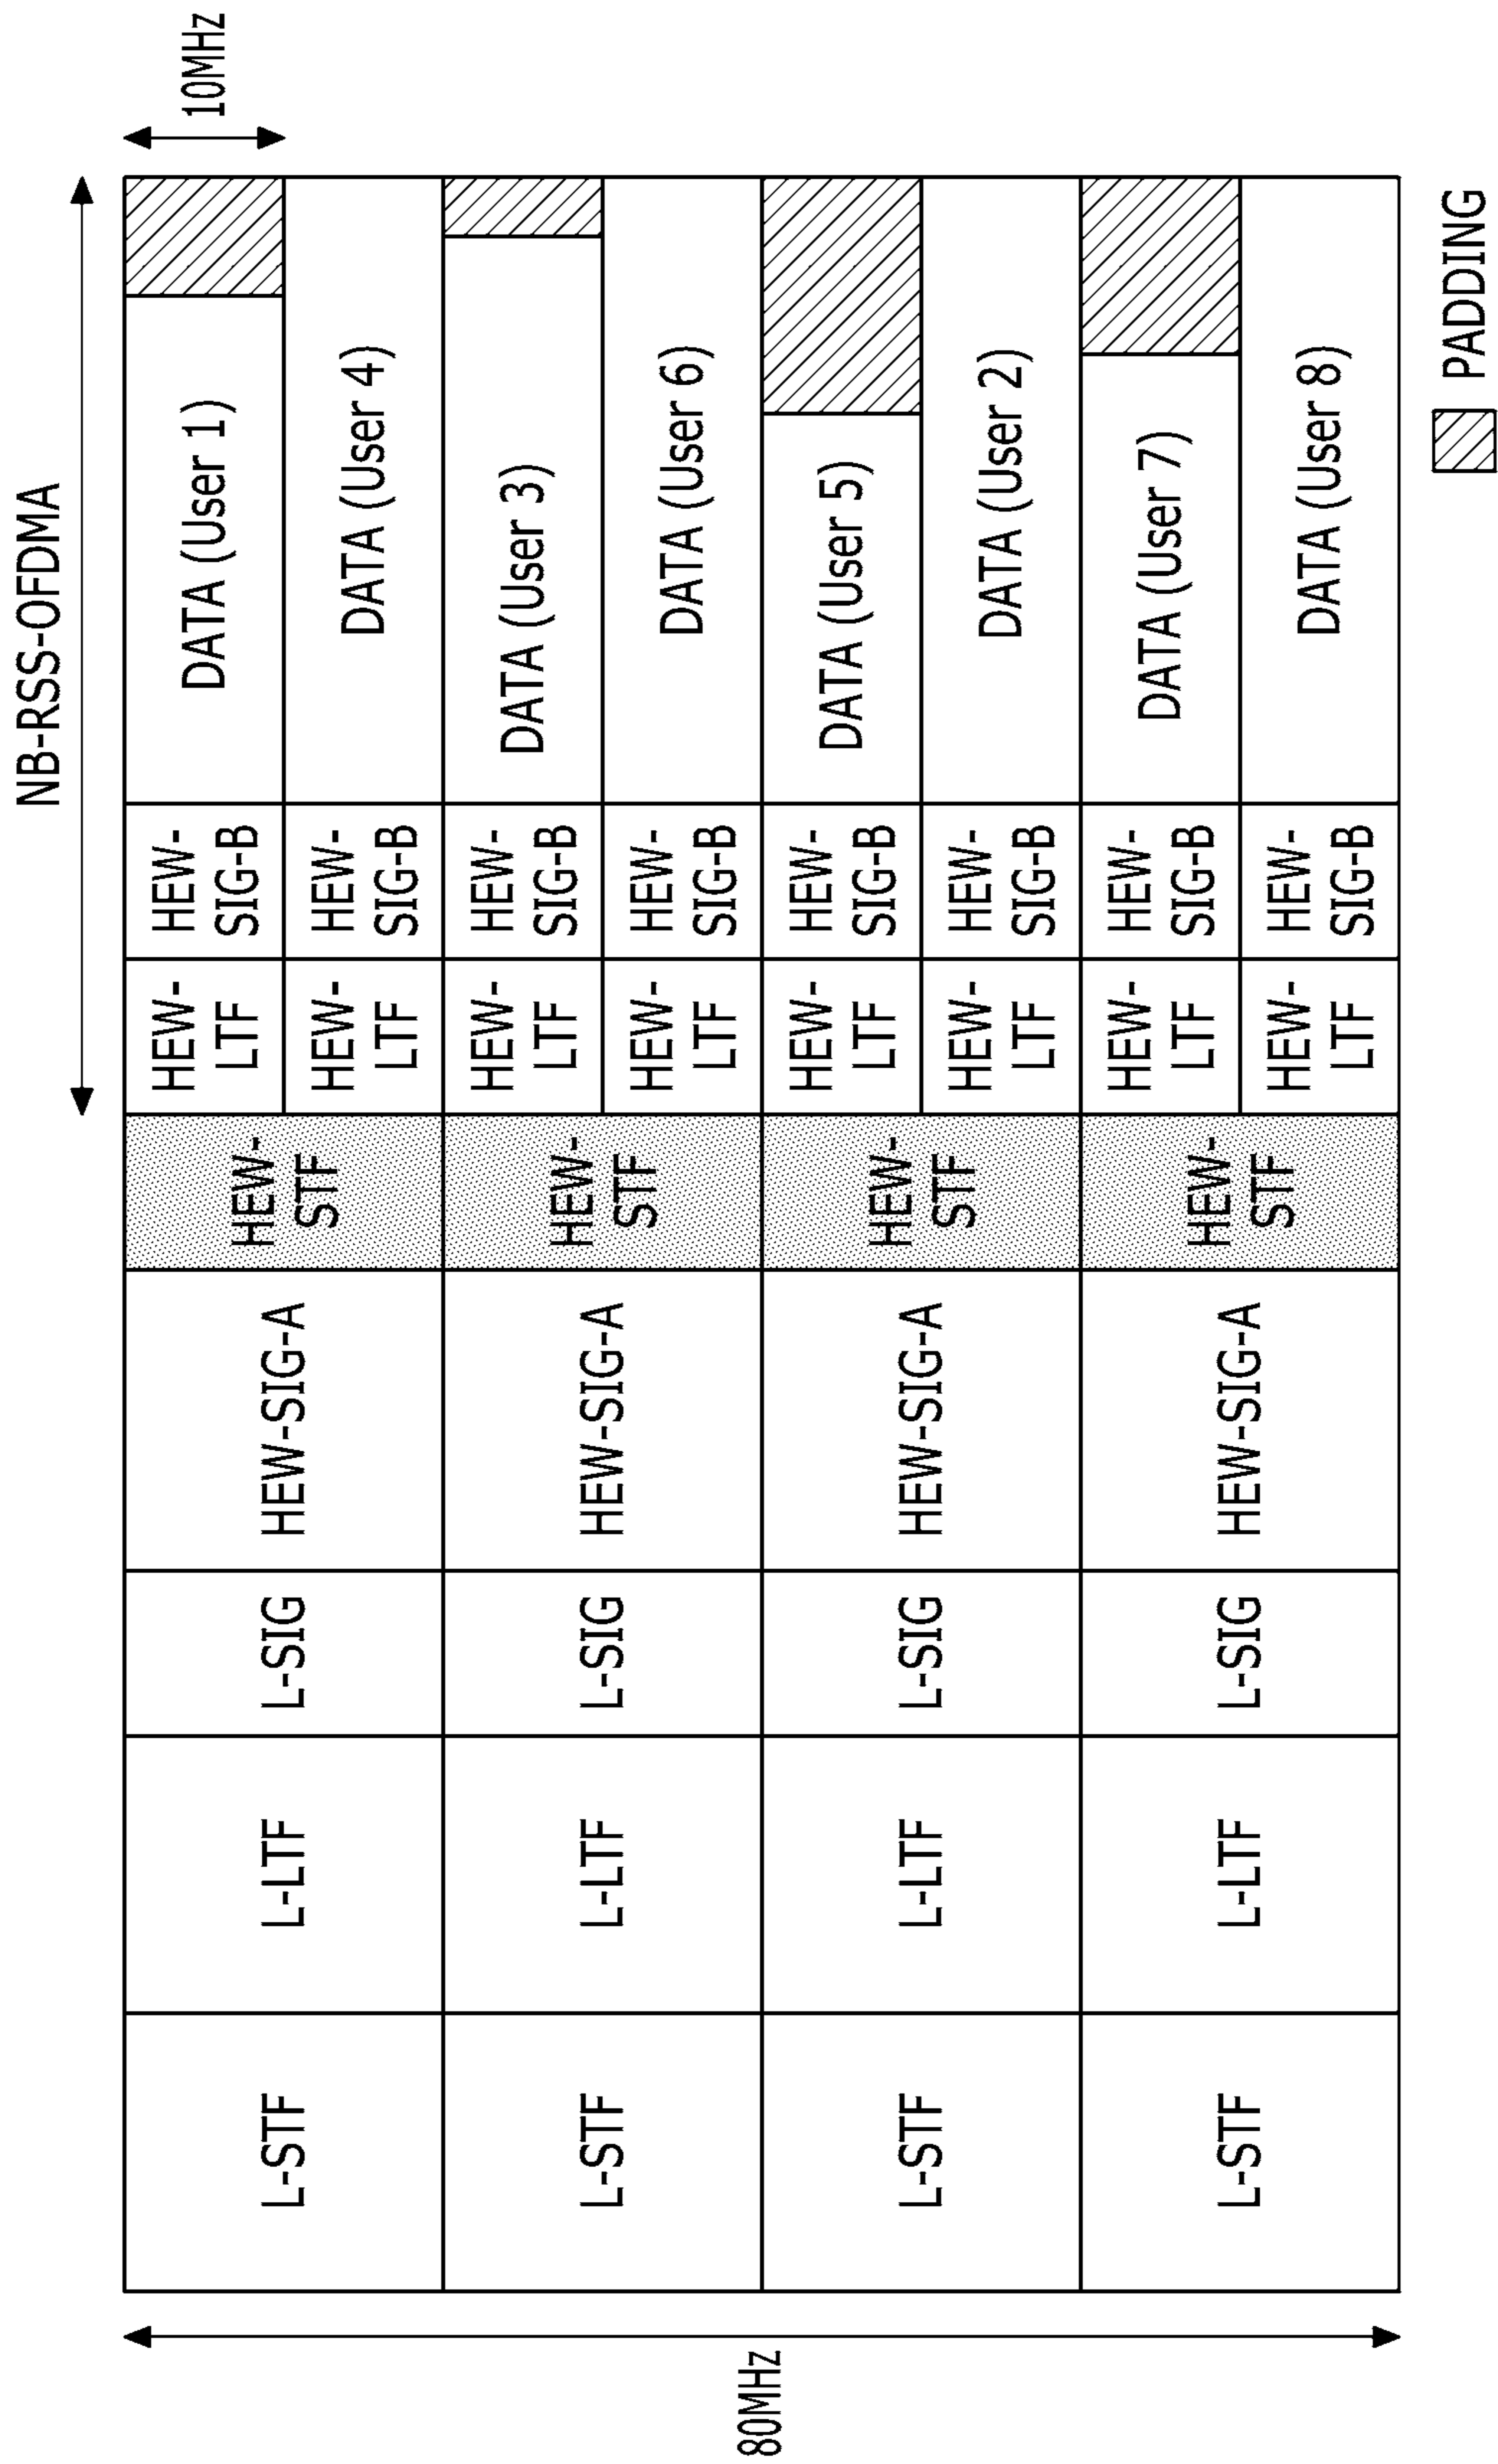 NB-RSS-OFDMA
80MHz
10MHz
L-STF
L-LTF
L-SIG
HEW-SIG-A
HEW-
STF
HEW-
LTF
HEW-
SIG-B
DATA (User 1)
HEW-
LTF
HEW-
SIG-B
DATA (User 4)
L-STF
L-LTF
L-SIG
HEW-SIG-A
HEW-
STF
HEW-
LTF
HEW-
SIG-B
DATA (User 3)
HEW-
LTF
HEW-
SIG-B
DATA (User 6)
L-STF
L-LTF
L-SIG
HEW-SIG-A
HEW-
STF
HEW-
LTF
HEW-
SIG-B
DATA (User 5)
HEW-
LTF
HEW-
SIG-B
DATA (User 2)
L-STF
L-LTF
L-SIG
HEW-SIG-A
HEW-
STF
HEW-
LTF
HEW-
SIG-B
DATA (User 7)
HEW-
LTF
HEW-
SIG-B
DATA (User 8)
PADDING